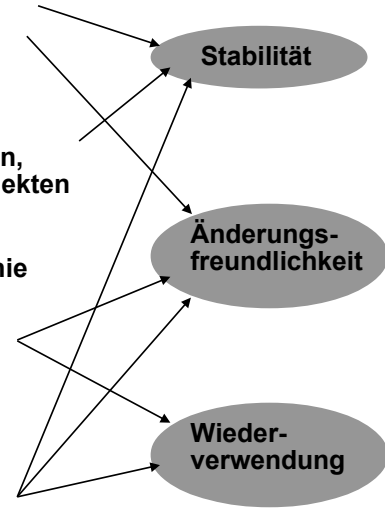 Stabilität
n,
ekten
Änderungs-
freundlichkeit
nie
Wieder-
verwendung